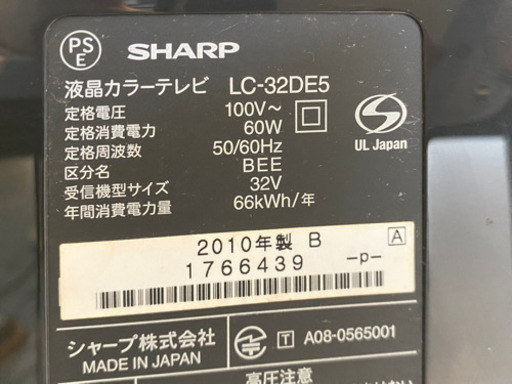 PS
E
SHARP
液晶カラーテレビ LC-32DE5
定格電圧 100V～
定格消費電力 60W
定格周波数 50/60Hz
区分名 BEE
受信機型サイズ 32V
年間消費電力量 66kWh/年
UL Japan
2010年製 B A
1766439 -p-
シャープ株式会社
MADE IN JAPAN
T A08-0565001
高圧注意